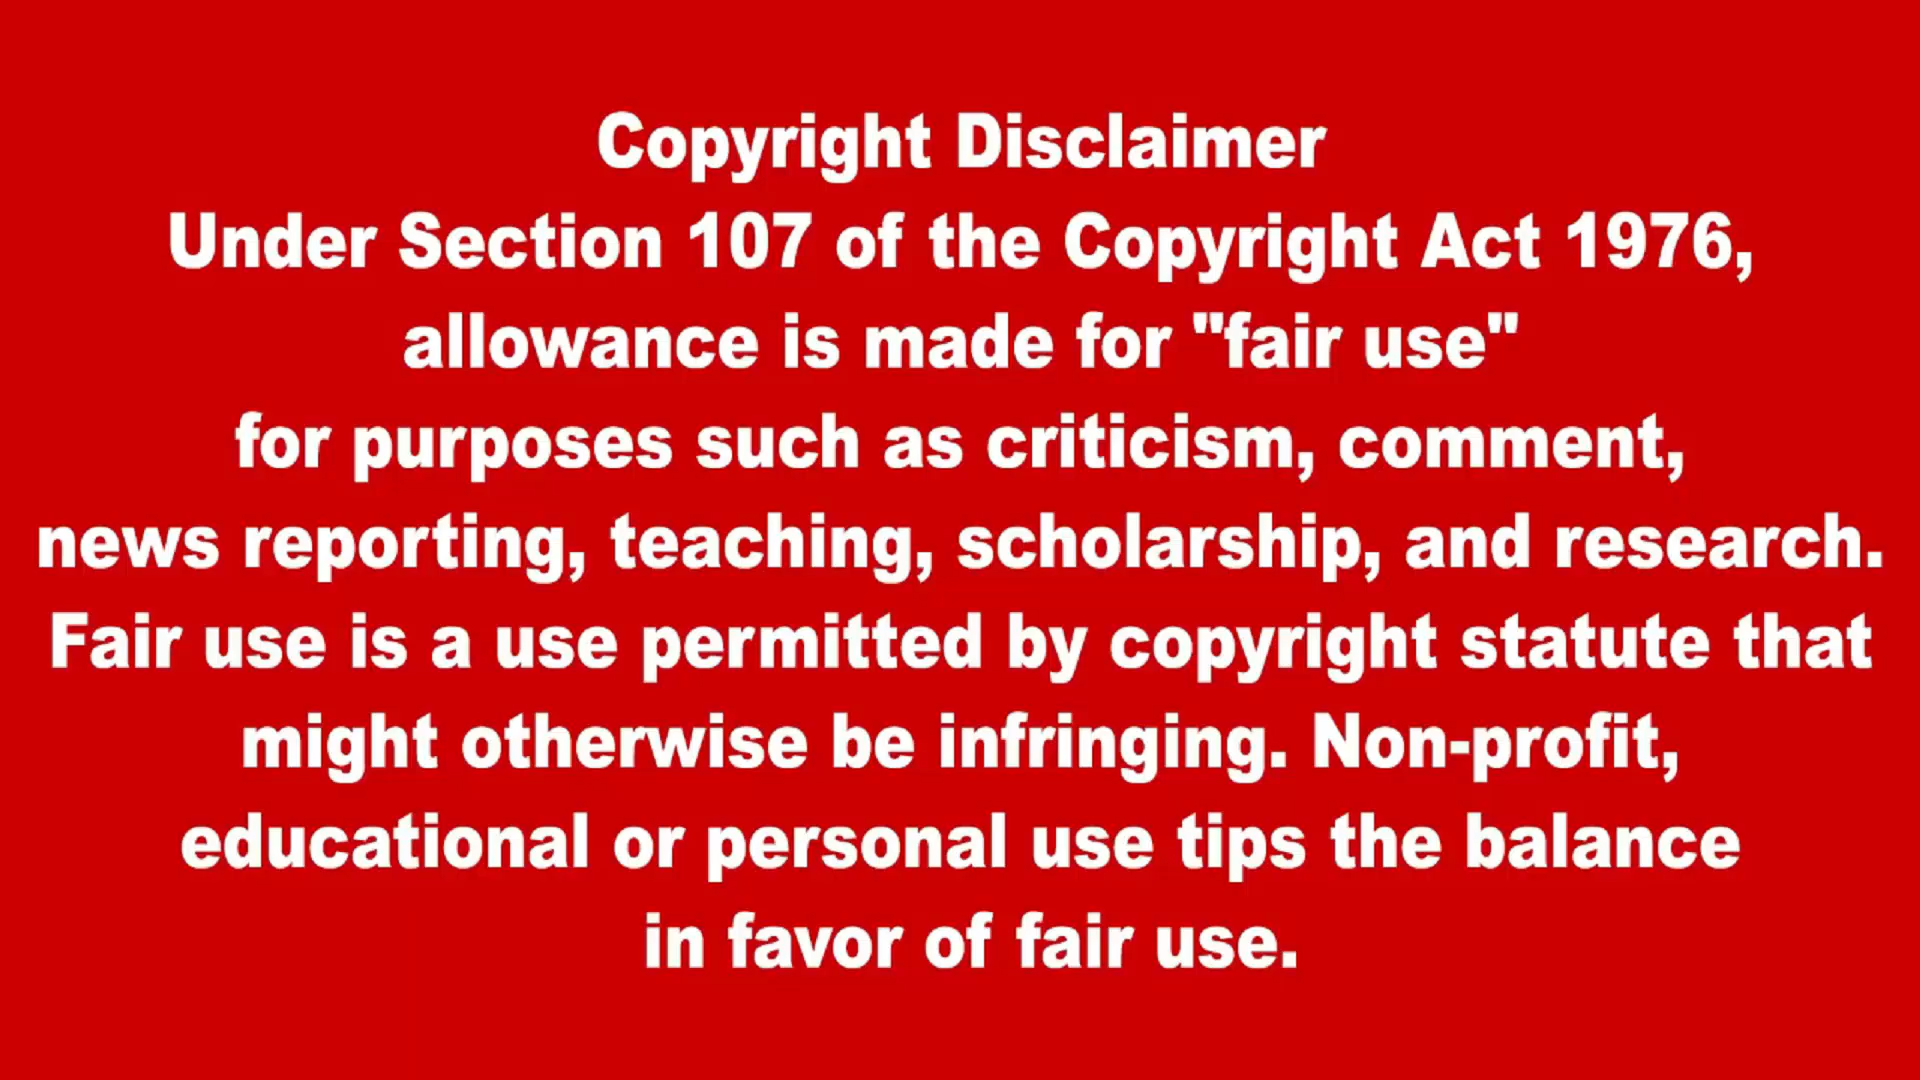 Copyright Disclaimer
Under Section 107 of the Copyright Act 1976,
allowance is made for "fair use"
for purposes such as criticism, comment,
news reporting, teaching, scholarship, and research.
Fair use is a use permitted by copyright statute that
might otherwise be infringing. Non-profit,
educational or personal use tips the balance
in favor of fair use.